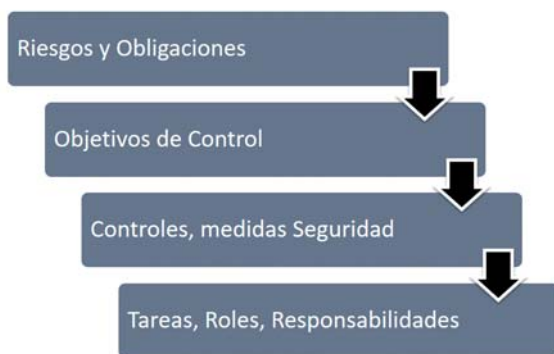 Riesgos y Obligaciones
Objetivos de Control
Controles, medidas Seguridad
Tareas, Roles, Responsabilidades